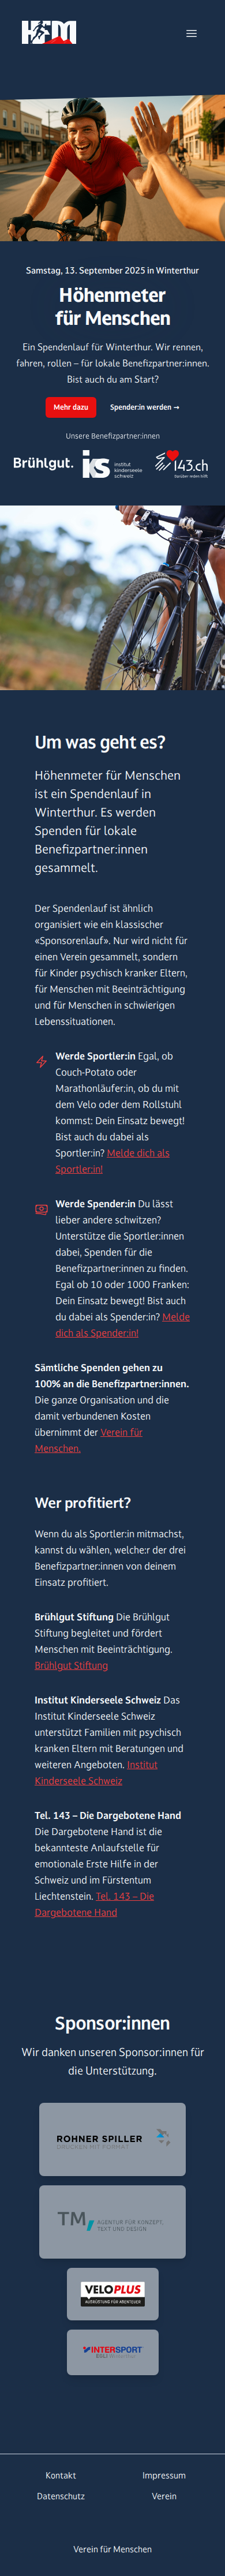 HFM
Samstag, 13. September 2025 in Winterthur
Höhenmeter
für Menschen
Ein Spendenlauf für Winterthur. Wir rennen,
fahren, rollen – für lokale Benefizpartner:innen.
Bist auch du am Start?
Mehr dazu
Spender:in werden →
Unsere Benefizpartner:innen
Brühlgut.
iks
institut
kinderseele
schweiz
143.ch
Um was geht es?
Höhenmeter für Menschen
ist ein Spendenlauf in
Winterthur. Es werden
Spenden für lokale
Benefizpartner:innen
gesammelt.
Der Spendenlauf ist ähnlich
organisiert wie ein klassischer
«Sponsorenlauf». Nur wird nicht für
einen Verein gesammelt, sondern
für Kinder psychisch kranker Eltern,
für Menschen mit Beeinträchtigung
und für Menschen in schwierigen
Lebenssituationen.
Werde Sportler:in Egal, ob
Couch-Potato oder
Marathonläufer:in, ob du mit
dem Velo oder dem Rollstuhl
kommst: Dein Einsatz bewegt!
Bist auch du dabei als
Sportler:in? Melde dich als
Sportler:in!
Werde Spender:in Du lässt
lieber andere schwitzen?
Unterstütze die Sportler:innen
dabei, Spenden für die
Benefizpartner:innen zu finden.
Egal ob 10 oder 1000 Franken:
Dein Einsatz bewegt! Bist auch
du dabei als Spender:in? Melde
dich als Spender:in!
Sämtliche Spenden gehen zu
100% an die Benefizpartner:innen.
Die ganze Organisation und die
damit verbundenen Kosten
übernimmt der Verein für
Menschen.
Wer profitiert?
Wenn du als Sportler:in mitmachst,
kannst du wählen, welche:r der drei
Benefizpartner:innen von deinem
Einsatz profitiert.
Brühlgut Stiftung Die Brühlgut
Stiftung begleitet und fördert
Menschen mit Beeinträchtigung.
Brühlgut Stiftung
Institut Kinderseele Schweiz Das
Institut Kinderseele Schweiz
unterstützt Familien mit psychisch
kranken Eltern mit Beratungen und
weiteren Angeboten. Institut
Kinderseele Schweiz
Tel. 143 – Die Dargebotene Hand
Die Dargebotene Hand ist die
bekannteste Anlaufstelle für
emotionale Erste Hilfe in der
Schweiz und im Fürstentum
Liechtenstein. Tel. 143 – Die
Dargebotene Hand
Sponsor:innen
Wir danken unseren Sponsor:innen für
die Unterstützung.
ROHNER SPILLER
DRUCKEN MIT FORMAT
TM
AGENTUR FÜR KONZEPT,
TEXT UND DESIGN
VELOPLUS
AUSRÜSTUNG FÜR ABENTEUER
INTERSPORT
Kontakt
Impressum
Datenschutz
Verein
Verein für Menschen